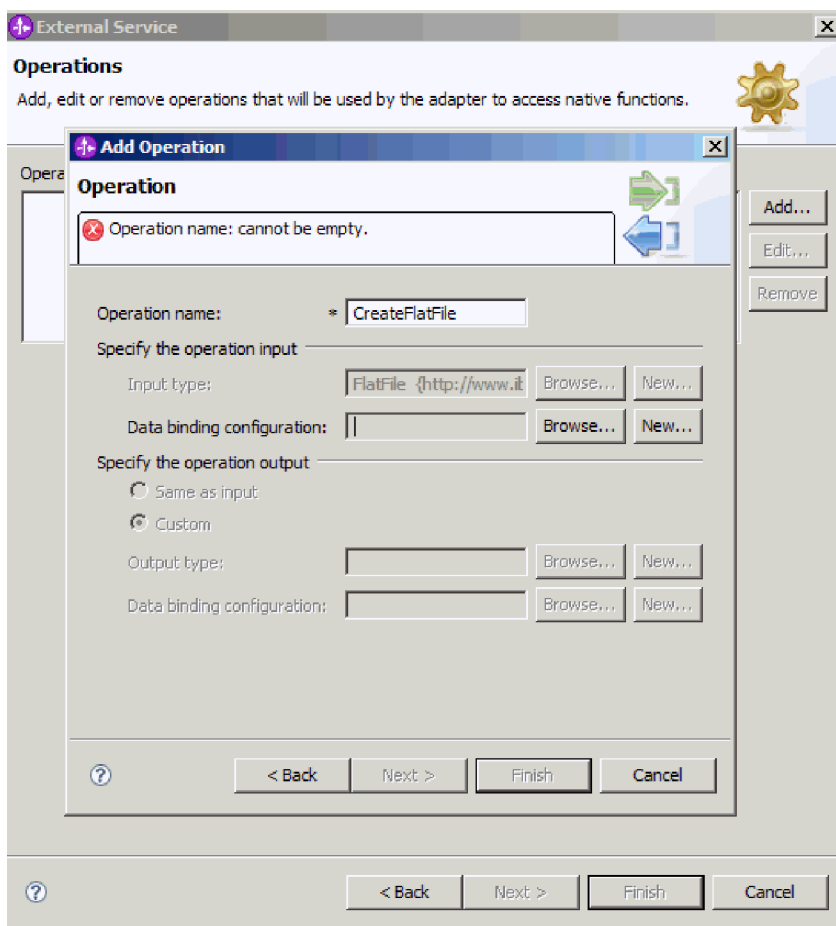 External Service
Operations
Add, edit or remove operations that will be used by the adapter to access native functions.
Opera
Add...
Edit...
Remove
Add Operation
Operation
Operation name: cannot be empty.
Operation name: * CreateFlatFile
Specify the operation input
Input type: FlatFile {http://www.it Browse... New...
Data binding configuration: Browse... New...
Specify the operation output
Same as input
Custom
Output type: Browse... New...
Data binding configuration: Browse... New...
? < Back Next > Finish Cancel
? < Back Next > Finish Cancel